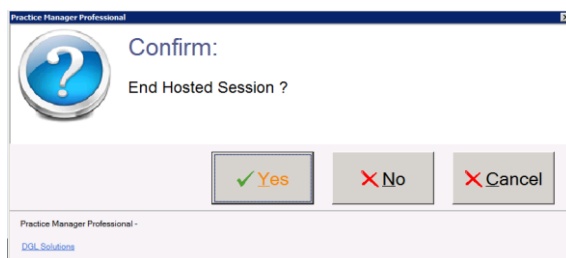 Practice Manager Professional
Confirm:
End Hosted Session ?
Yes No Cancel
Practice Manager Professional -
DGL Solutions